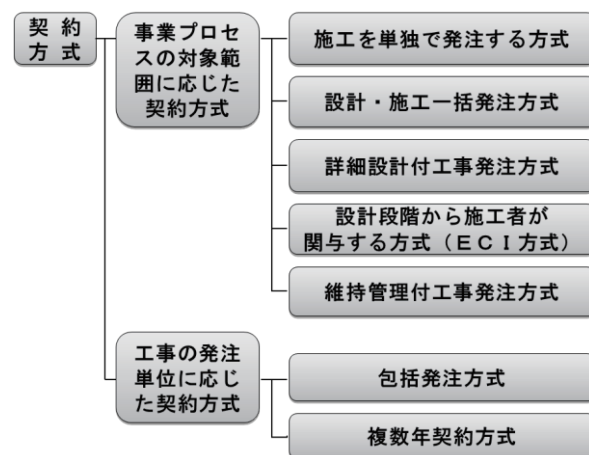 契約
方式
事業プロセ
スの対象範
囲に応じた
契約方式
施工を単独で発注する方式
設計・施工一括発注方式
詳細設計付工事発注方式
設計段階から施工者が
関与する方式（ＥＣＩ方式）
維持管理付工事発注方式
工事の発注
単位に応じ
た契約方式
包括発注方式
複数年契約方式